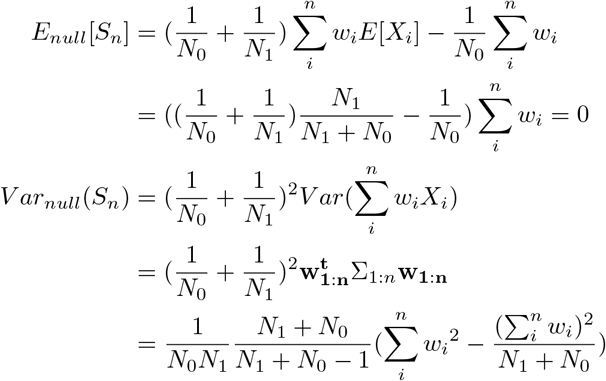 E_{null}[S_n] = (\frac{1}{N_0} + \frac{1}{N_1}) \sum_i^n w_i E[X_i] - \frac{1}{N_0} \sum_i^n w_i
= ((\frac{1}{N_0} + \frac{1}{N_1}) \frac{N_1}{N_1 + N_0} - \frac{1}{N_0}) \sum_i^n w_i = 0
Var_{null}(S_n) = (\frac{1}{N_0} + \frac{1}{N_1})^2 Var(\sum_i^n w_i X_i)
= (\frac{1}{N_0} + \frac{1}{N_1})^2 \mathbf{w_{1:n}^t} \Sigma_{1:n} \mathbf{w_{1:n}}
= \frac{1}{N_0 N_1} \frac{N_1 + N_0}{N_1 + N_0 - 1} (\sum_i^n {w_i}^2 - \frac{(\sum_i^n w_i)^2}{N_1 + N_0})